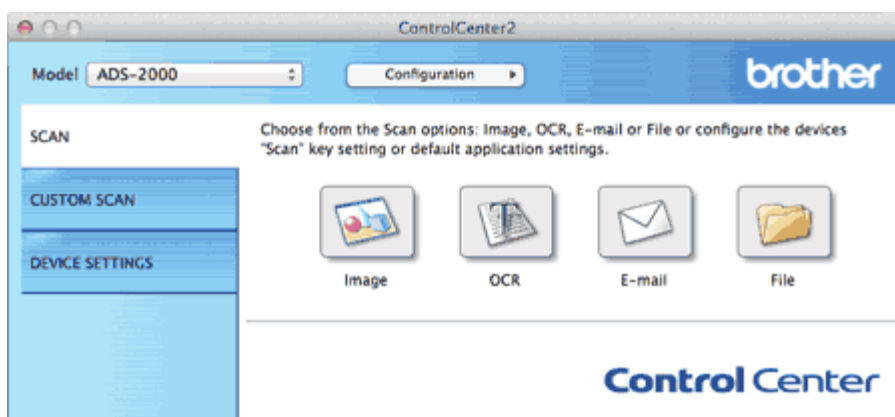 ControlCenter2
Model ADS-2000 Configuration brother
SCAN
Choose from the Scan options: Image, OCR, E-mail or File or configure the devices
"Scan" key setting or default application settings.
CUSTOM SCAN
DEVICE SETTINGS
Image OCR E-mail File
Control Center